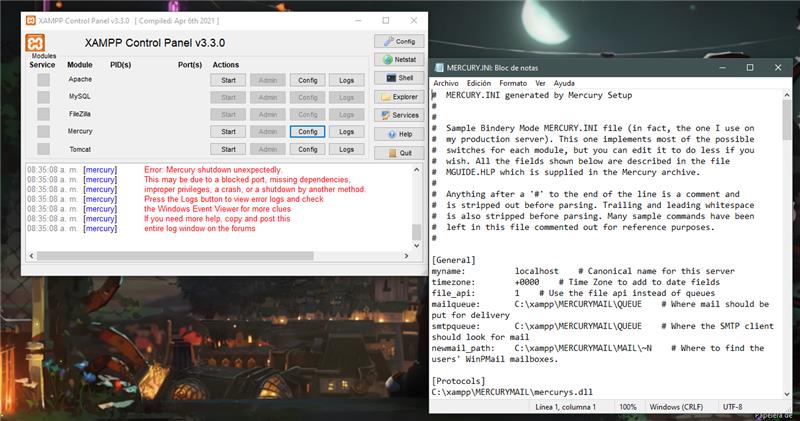 XAMPP Control Panel v3.3.0 [ Compiled: Apr 6th 2021 ]
XAMPP Control Panel v3.3.0
Modules
Service Module PID(s) Port(s) Actions
Apache Start Admin Config Logs
MySQL Start Admin Config Logs
FileZilla Start Admin Config Logs
Mercury Start Admin Config Logs
Tomcat Start Admin Config Logs
Config
Netstat
Shell
Explorer
Services
Help
Quit
08:35:08 a. m. [mercury] Error: Mercury shutdown unexpectedly.
08:35:08 a. m. [mercury] This may be due to a blocked port, missing dependencies,
08:35:08 a. m. [mercury] improper privileges, a crash, or a shutdown by another method.
08:35:08 a. m. [mercury] Press the Logs button to view error logs and check
08:35:08 a. m. [mercury] the Windows Event Viewer for more clues
08:35:08 a. m. [mercury] If you need more help, copy and post this
08:35:08 a. m. [mercury] entire log window on the forums
MERCURY.INI: Bloc de notas
Archivo Edición Formato Ver Ayuda
# MERCURY.INI generated by Mercury Setup
#
#
# Sample Bindery Mode MERCURY.INI file (in fact, the one I use on
# my production server). This one implements most of the possible
# switches for each module, but you can edit it to do less if you
# wish. All the fields shown below are described in the file
# MGUIDE.HLP which is supplied in the Mercury archive.
#
# Anything after a '#' to the end of the line is a comment and
# is stripped out before parsing. Trailing and leading whitespace
# is also stripped before parsing. Many sample commands have been
# left in this file commented out for reference purposes.
#
[General]
myname: localhost # Canonical name for this server
timezone: +0000 # Time Zone to add to date fields
file_api: 1 # Use the file api instead of queues
mailqueue: C:\xampp\MERCURYMAIL\QUEUE # Where mail should be
put for delivery
smtpqueue: C:\xampp\MERCURYMAIL\QUEUE # Where the SMTP client
should look for mail
newmail_path: C:\xampp\MERCURYMAIL\MAIL\~N # Where to find the
users' WinPMail mailboxes.
[Protocols]
C:\xampp\MERCURYMAIL\mercurys.dll
Línea 1, columna 1 100% Windows (CRLF) UTF-8
Papelera de